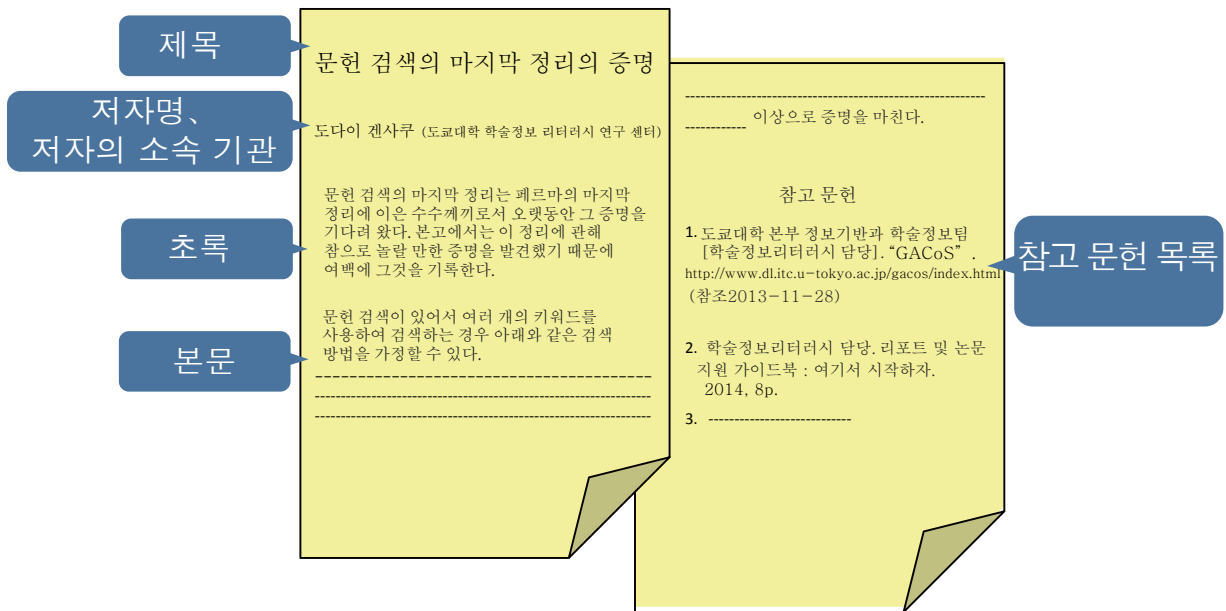 제목
문헌 검색의 마지막 정리의 증명
저자명、
저자의 소속 기관
도다이 겐사쿠 (도쿄대학 학술정보 리터러시 연구 센터)
초록
문헌 검색의 마지막 정리는 페르마의 마지막
정리에 이은 수수께끼로서 오랫동안 그 증명을
기다려 왔다. 본고에서는 이 정리에 관해
참으로 놀랄 만한 증명을 발견했기 때문에
여백에 그것을 기록한다.
본문
문헌 검색이 있어서 여러 개의 키워드를
사용하여 검색하는 경우 아래와 같은 검색
방법을 가정할 수 있다.
이상으로 증명을 마친다.
참고 문헌
1. 도쿄대학 본부 정보기반과 학술정보팀
[학술정보리터러시 담당]. “GACoS” .
http://www.dl.itc.u-tokyo.ac.jp/gacos/index.html
(참조2013-11-28)
2. 학술정보리터러시 담당. 리포트 및 논문
지원 가이드북 : 여기서 시작하자.
2014, 8p.
3. ----------------------------
참고 문헌 목록